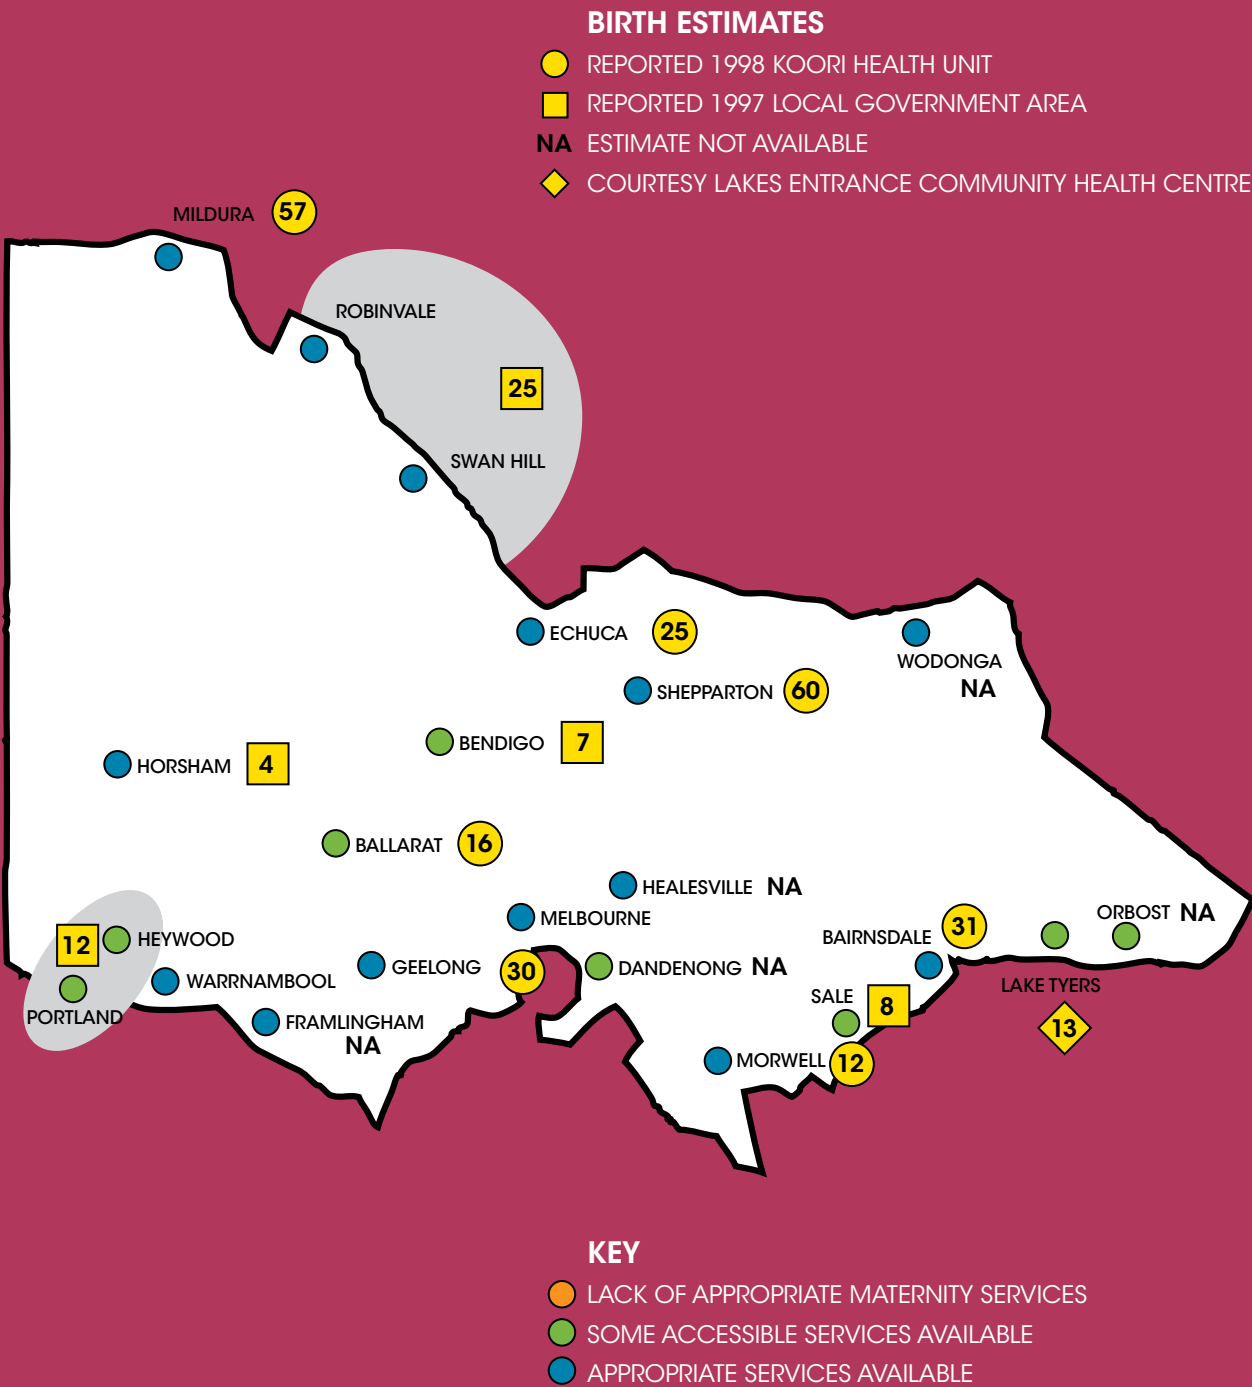 BIRTH ESTIMATES
REPORTED 1998 KOORI HEALTH UNIT
REPORTED 1997 LOCAL GOVERNMENT AREA
NA ESTIMATE NOT AVAILABLE
COURTESY LAKES ENTRANCE COMMUNITY HEALTH CENTRE
MILDURA 57
ROBINVALE
25
SWAN HILL
ECHUCA 25
WODONGA
NA
SHEPPARTON 60
BENDIGO 7
HORSHAM 4
BALLARAT 16
HEALESVILLE NA
MELBOURNE
ORBOST NA
BAIRNSDALE 31
12 HEYWOOD
GEELONG 30
DANDENONG NA
WARRNAMBOOL
LAKE TYERS
13
SALE 8
PORTLAND
FRAMLINGHAM
NA
MORWELL 12
KEY
LACK OF APPROPRIATE MATERNITY SERVICES
SOME ACCESSIBLE SERVICES AVAILABLE
APPROPRIATE SERVICES AVAILABLE